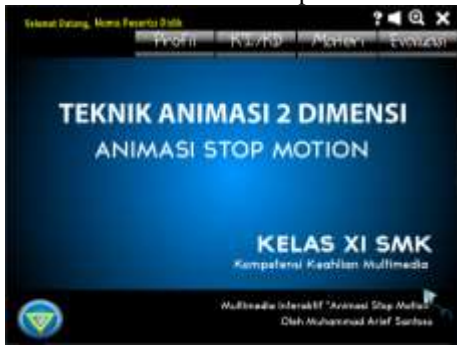 Selamat Datang, Nama Peserta Didik
? X
Profil KI/KD Materi Evaluasi
TEKNIK ANIMASI 2 DIMENSI
ANIMASI STOP MOTION
KELAS XI SMK
Kompetensi Keahlian Multimedia
Multimedia Interaktif "Animasi Stop Motion"
Oleh Muhammad Arief Santoso